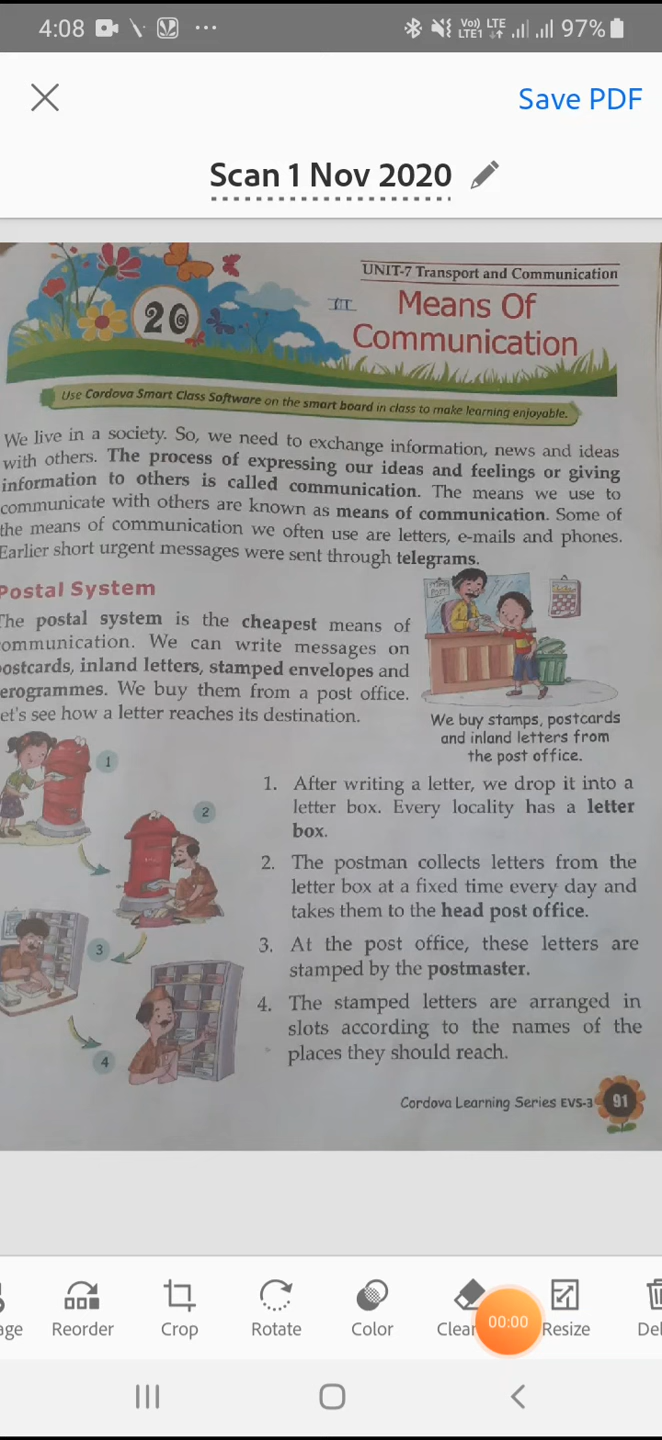 4:08 ... Vo)) LTE LTE1 97%
Save PDF
Scan 1 Nov 2020
UNIT-7 Transport and Communication
20
III
Means Of
Communication
Use Cordova Smart Class Software on the smart board in class to make learning enjoyable.
We live in a society. So, we need to exchange information, news and ideas
with others. The process of expressing our ideas and feelings or giving
information to others is called communication. The means we use to
communicate with others are known as means of communication. Some of
the means of communication we often use are letters, e-mails and phones.
Earlier short urgent messages were sent through telegrams.
Postal System
The postal system is the cheapest means of
ommunication. We can write messages on
ostcards, inland letters, stamped envelopes and
erogrammes. We buy them from a post office.
et's see how a letter reaches its destination.
We buy stamps, postcards
and inland letters from
the post office.
1
2
3
4
1. After writing a letter, we drop it into a
letter box. Every locality has a letter
box.
2. The postman collects letters from the
letter box at a fixed time every day and
takes them to the head post office.
3. At the post office, these letters are
stamped by the postmaster.
4. The stamped letters are arranged in
slots according to the names of the
places they should reach.
Cordova Learning Series EVS-3 91
age Reorder Crop Rotate Color Clean 00:00 Resize Del